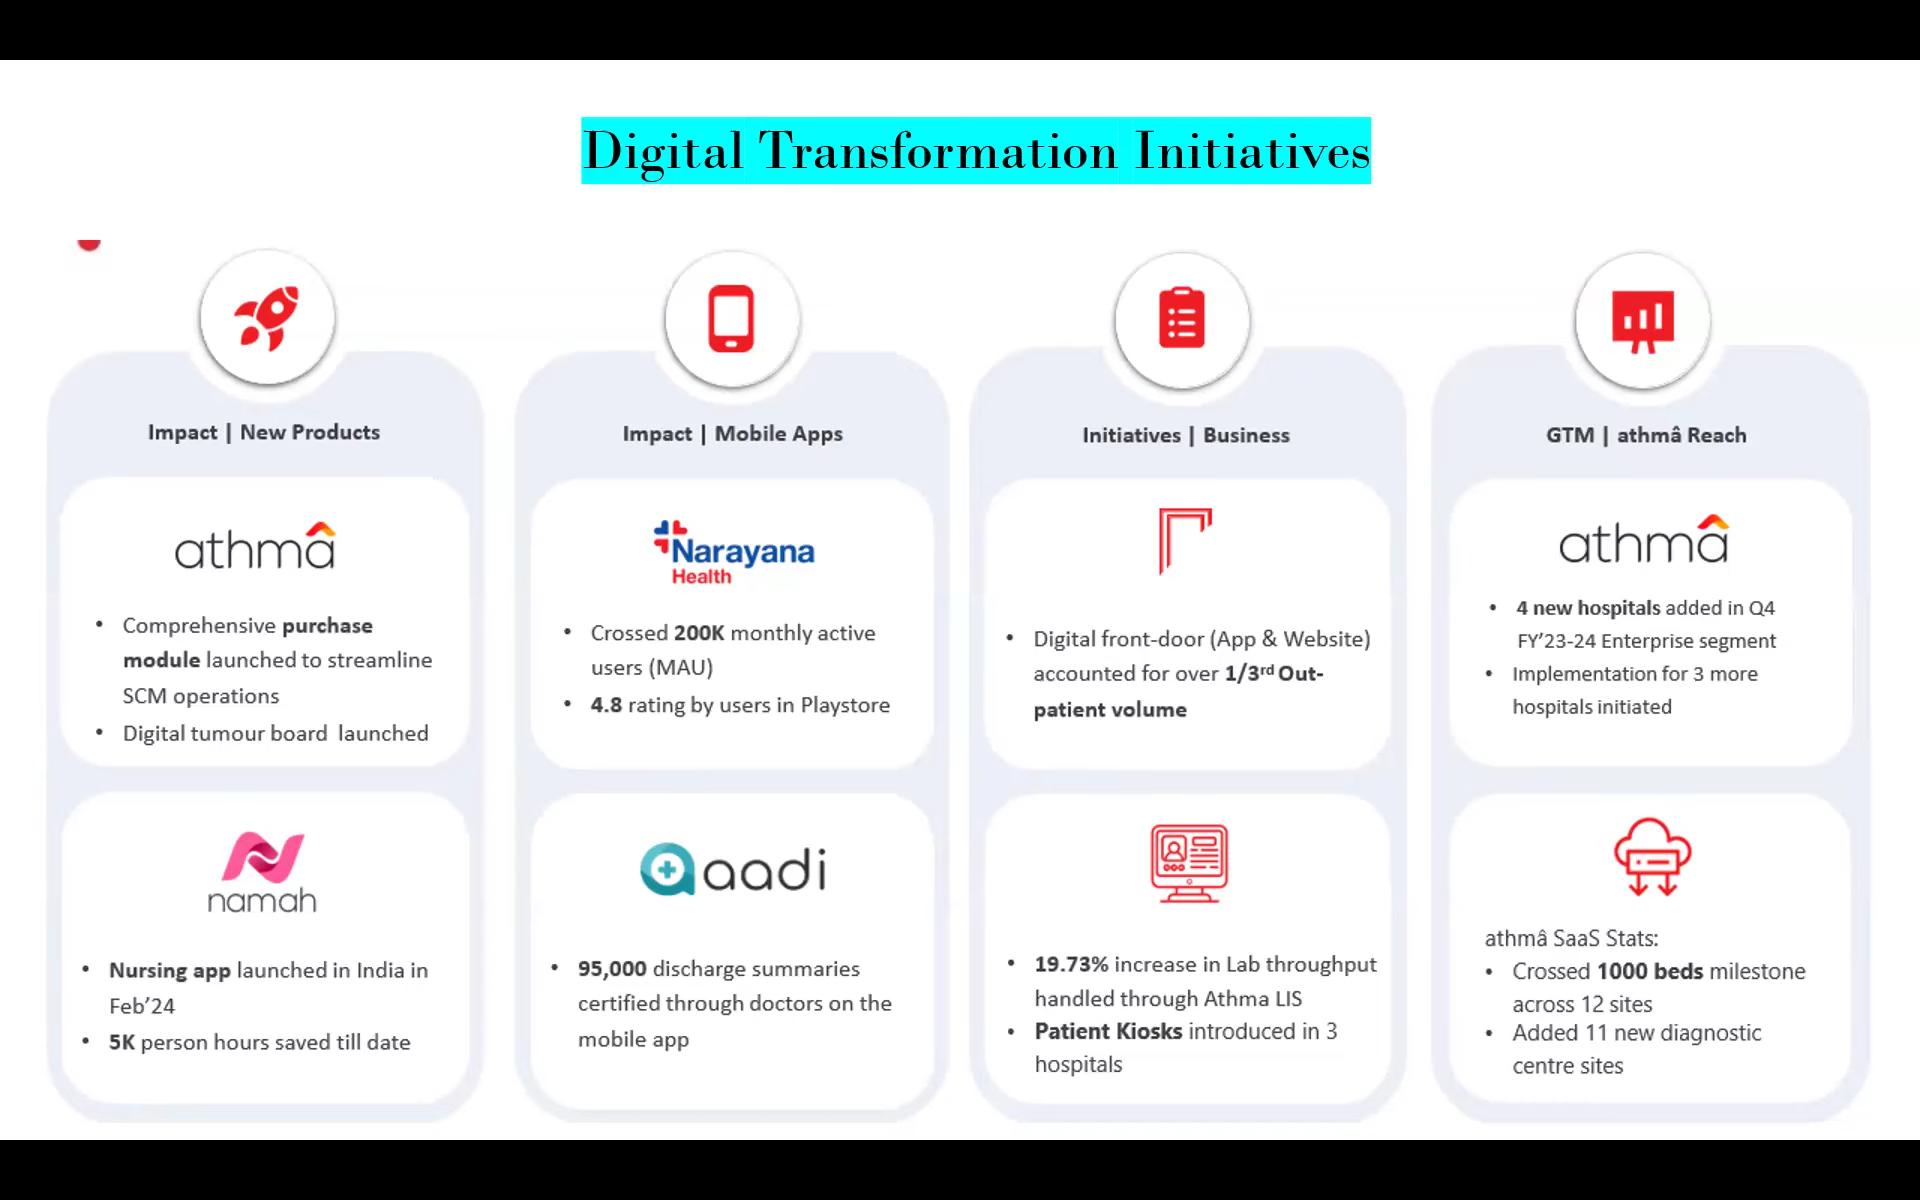 Digital Transformation Initiatives
Impact | New Products
athmâ
• Comprehensive purchase
module launched to streamline
SCM operations
• Digital tumour board launched
namah
• Nursing app launched in India in
Feb’24
• 5K person hours saved till date
Impact | Mobile Apps
Narayana
Health
• Crossed 200K monthly active
users (MAU)
• 4.8 rating by users in Playstore
aadi
• 95,000 discharge summaries
certified through doctors on the
mobile app
Initiatives | Business
• Digital front-door (App & Website)
accounted for over 1/3rd Out-
patient volume
• 19.73% increase in Lab throughput
handled through Athma LIS
• Patient Kiosks introduced in 3
hospitals
GTM | athmâ Reach
athmâ
• 4 new hospitals added in Q4
FY’23-24 Enterprise segment
• Implementation for 3 more
hospitals initiated
athmâ SaaS Stats:
• Crossed 1000 beds milestone
across 12 sites
• Added 11 new diagnostic
centre sites